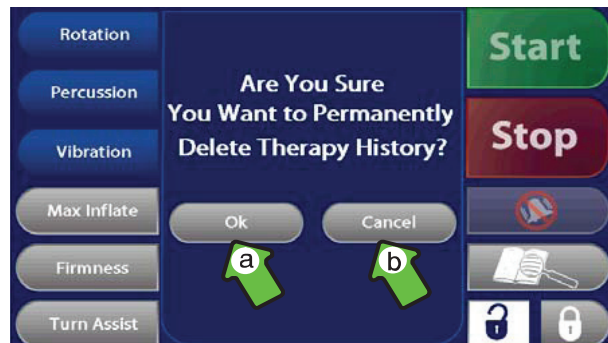 Rotation
Percussion
Vibration
Max Inflate
Firmness
Turn Assist
Are You Sure
You Want to Permanently
Delete Therapy History?
Ok
Cancel
a
b
Start
Stop